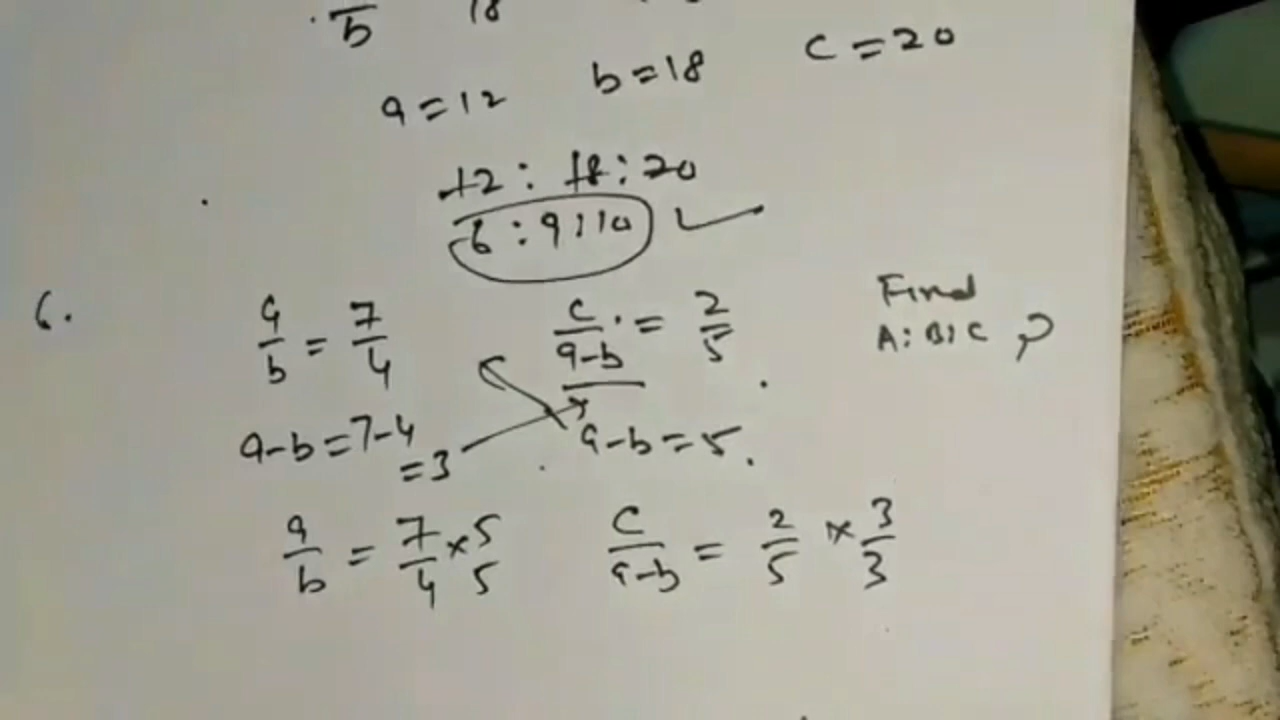 b 18
a=12 b=18 c=20
12 : 18 : 20
6 : 9 : 10
6. a/b = 7/4 c/a-b = 2/5 Find
A:B:C ?
a-b=7-4
=3 a-b=5.
a/b = 7/4 × 5/5 c/a-b = 2/5 × 3/3